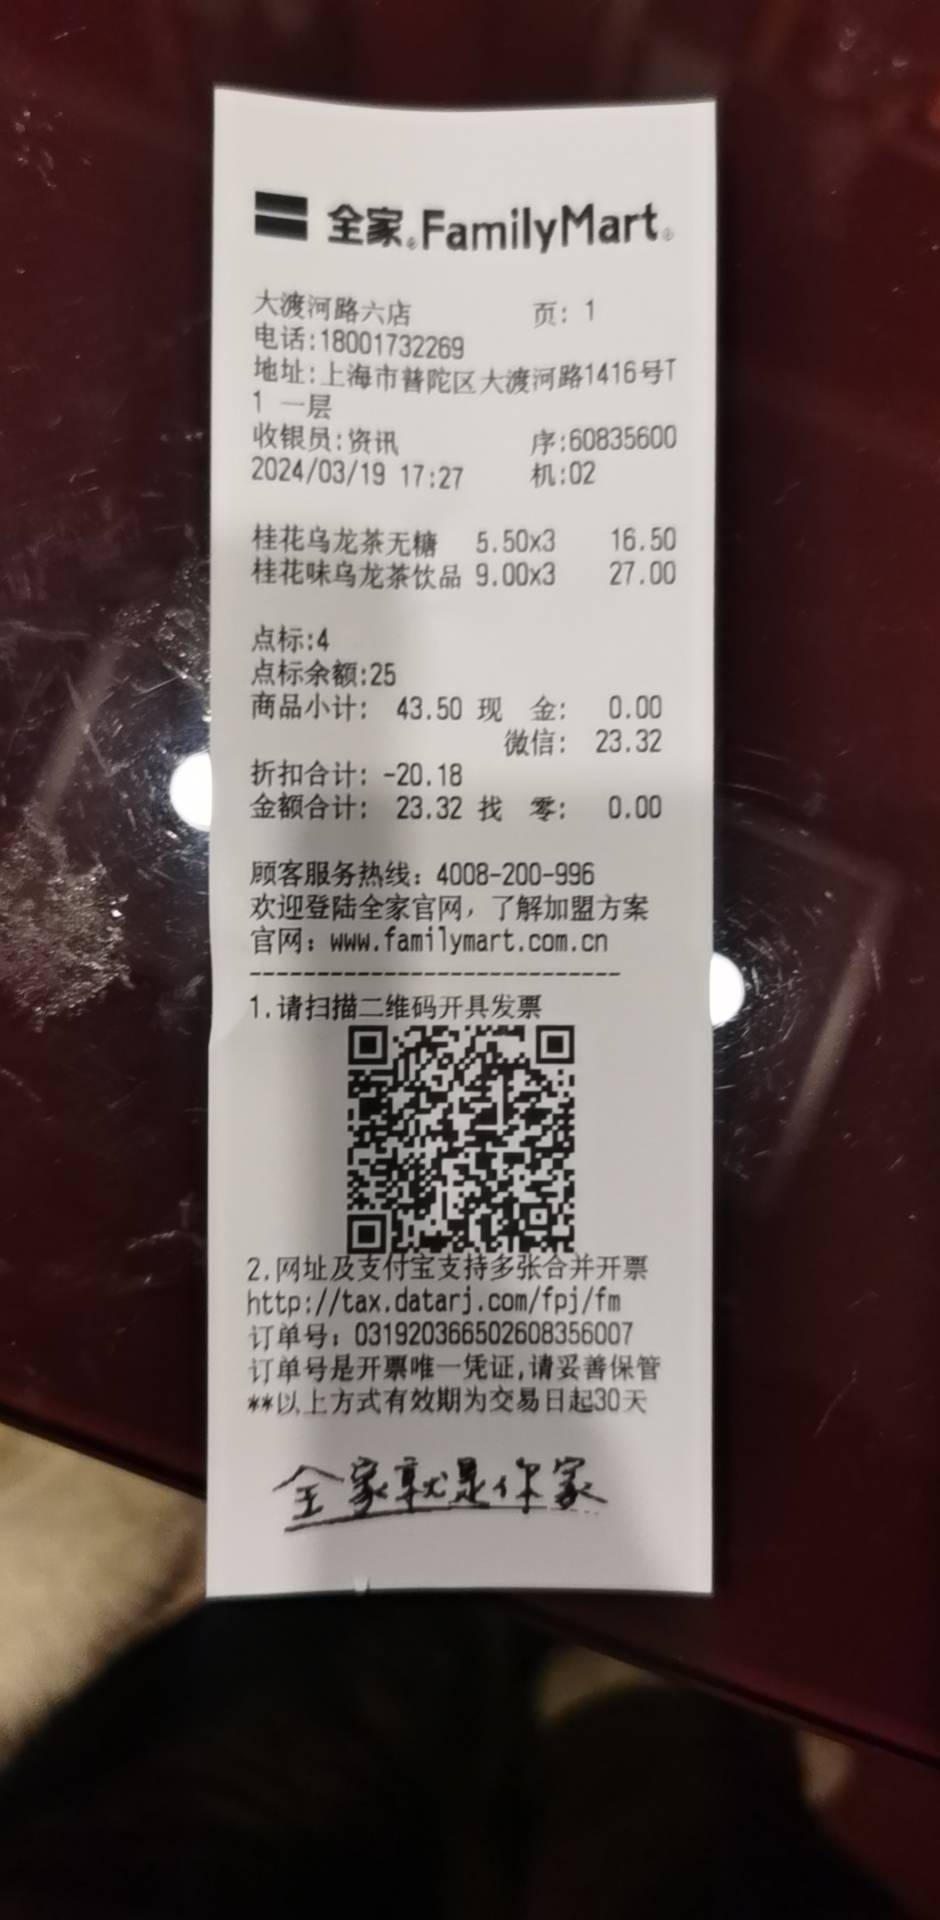 全家 FamilyMart
大渡河路六店 页: 1
电话:18001732269
地址:上海市普陀区大渡河路1416号T
1 一层
收银员:资讯 序:60835600
2024/03/19 17:27 机:02
桂花乌龙茶无糖 5.50x3 16.50
桂花味乌龙茶饮品 9.00x3 27.00
点标:4
点标余额:25
商品小计: 43.50 现 金: 0.00
微信: 23.32
折扣合计: -20.18
金额合计: 23.32 找 零: 0.00
顾客服务热线: 4008-200-996
欢迎登陆全家官网, 了解加盟方案
官网: www.familymart.com.cn
----------------------------
1.请扫描二维码开具发票
2.网址及支付宝支持多张合并开票
http://tax.datarj.com/fpj/fm
订单号: 031920366502608356007
订单号是开票唯一凭证,请妥善保管
**以上方式有效期为交易日起30天
全家就是你家